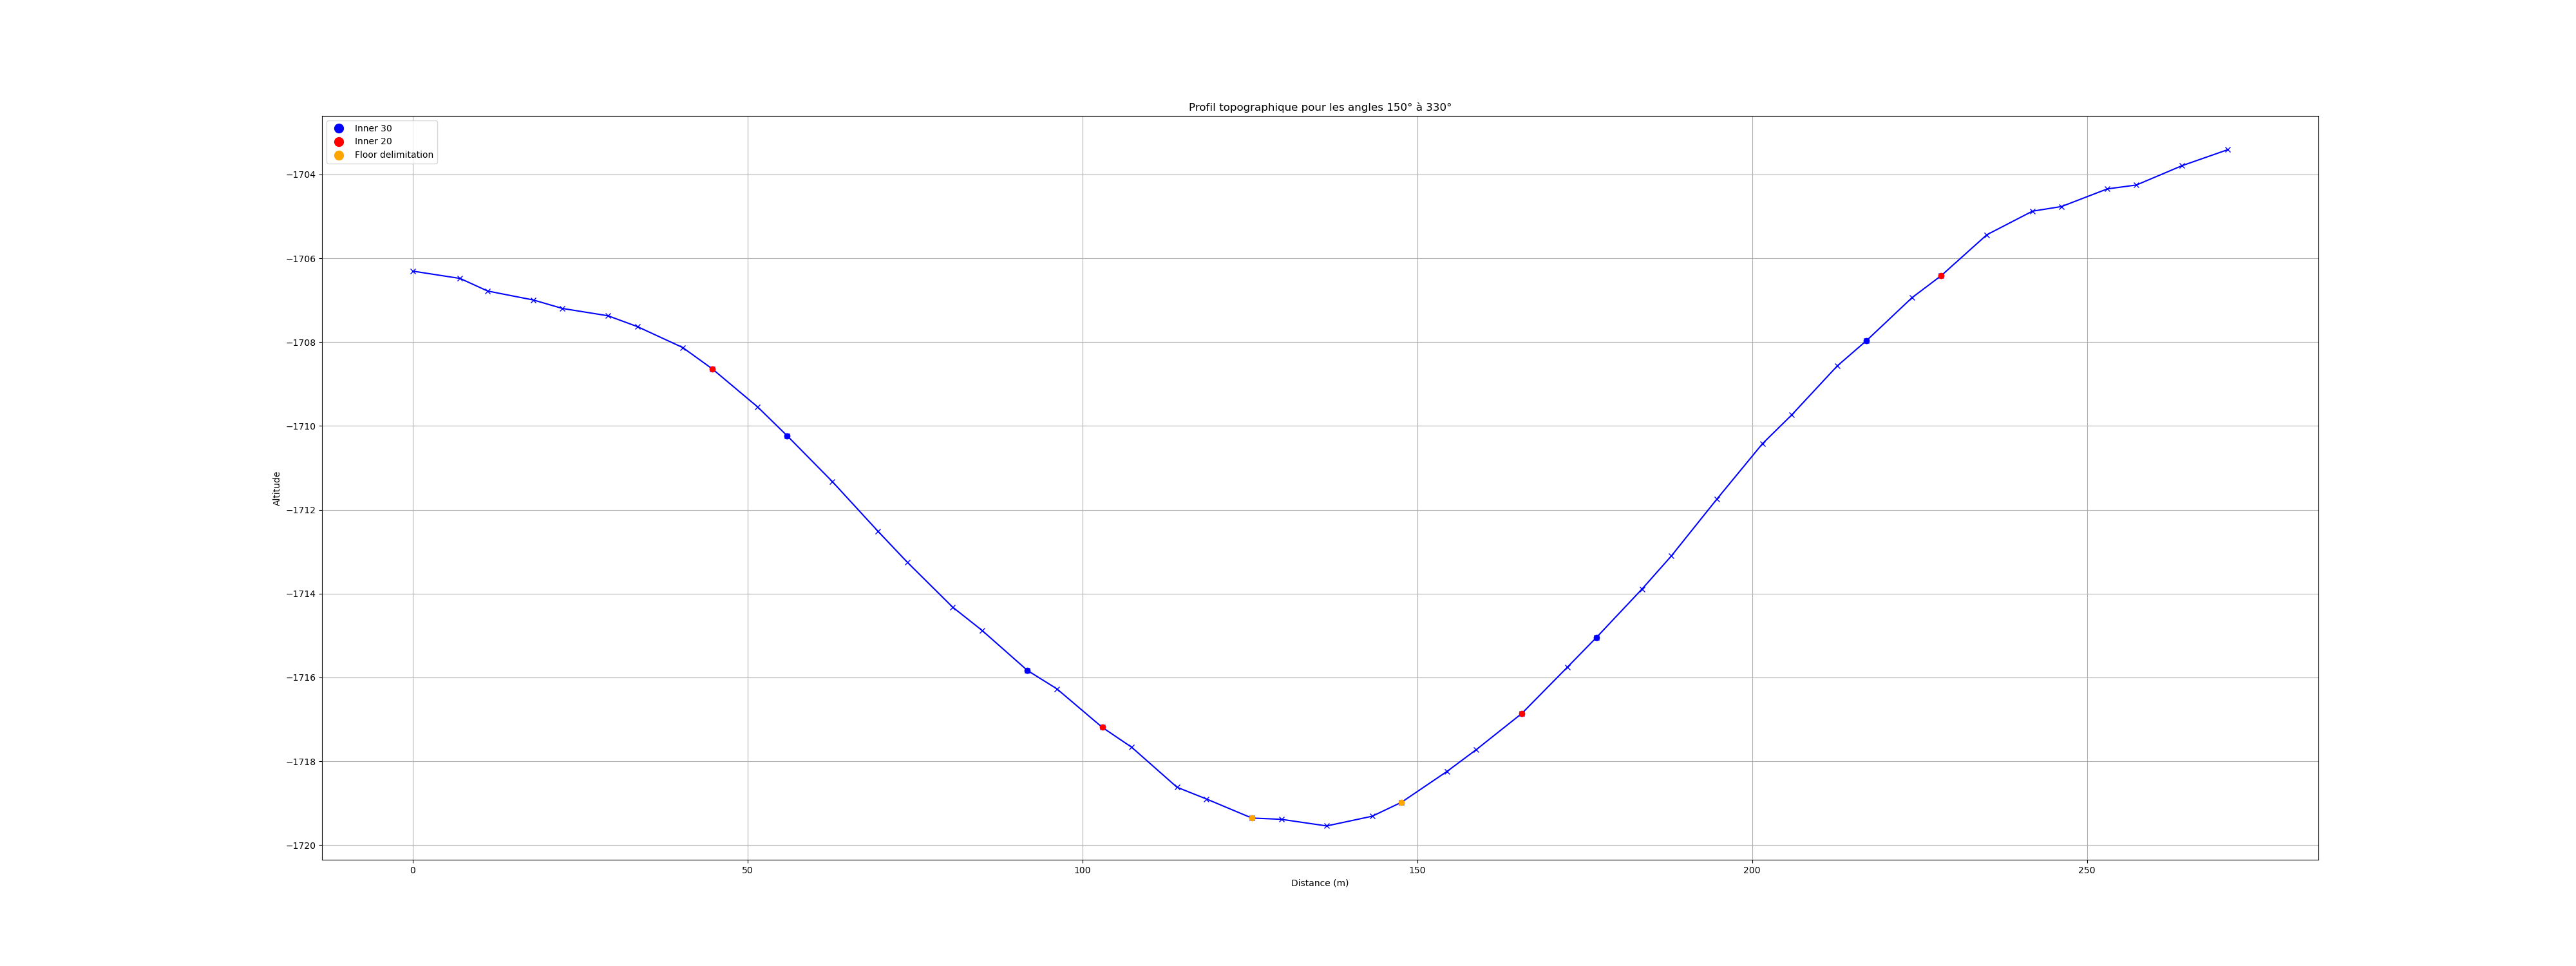 Profil topographique pour les angles 150° à 330°
Inner 30
Inner 20
Floor delimitation
−1704
−1706
−1708
−1710
−1712
−1714
−1716
−1718
−1720
Altitude
0 50 100 150 200 250
Distance (m)